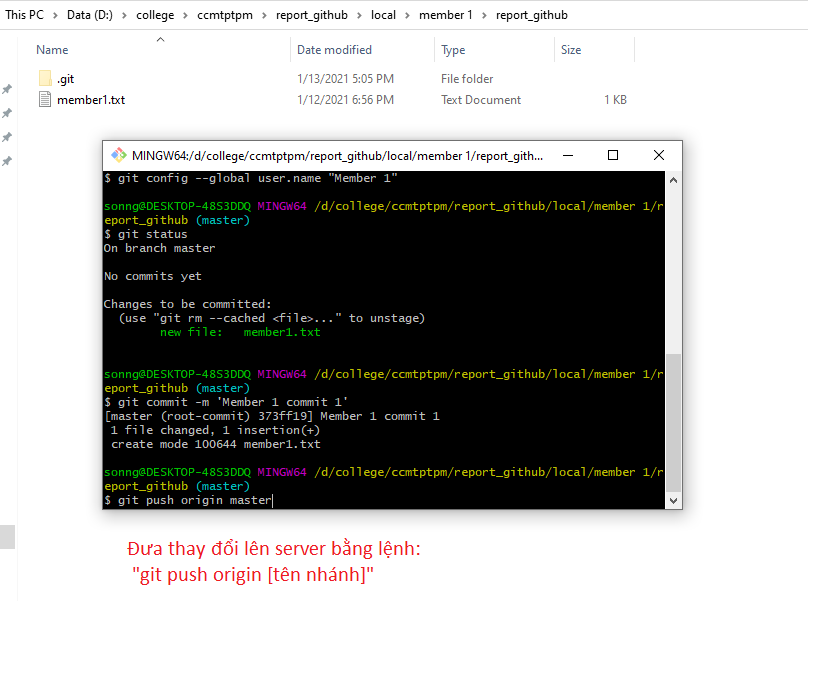 This PC > Data (D:) > college > ccmtptpm > report_github > local > member 1 > report_github
Name Date modified Type Size
.git 1/13/2021 5:05 PM File folder
member1.txt 1/12/2021 6:56 PM Text Document 1 KB
MINGW64:/d/college/ccmtptpm/report_github/local/member 1/report_gith...
$ git config --global user.name "Member 1"
sonng@DESKTOP-48S3DDQ MINGW64 /d/college/ccmtptpm/report_github/local/member 1/r
eport_github (master)
$ git status
On branch master
No commits yet
Changes to be committed:
(use "git rm --cached <file>..." to unstage)
new file: member1.txt
sonng@DESKTOP-48S3DDQ MINGW64 /d/college/ccmtptpm/report_github/local/member 1/r
eport_github (master)
$ git commit -m 'Member 1 commit 1'
[master (root-commit) 373ff19] Member 1 commit 1
1 file changed, 1 insertion(+)
create mode 100644 member1.txt
sonng@DESKTOP-48S3DDQ MINGW64 /d/college/ccmtptpm/report_github/local/member 1/r
eport_github (master)
$ git push origin master
Đưa thay đổi lên server bằng lệnh:
"git push origin [tên nhánh]"